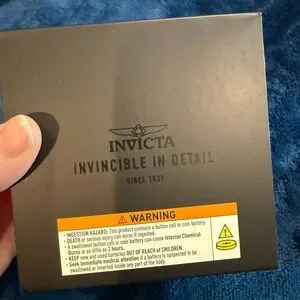 INVICTA
INVINCIBLE IN DETAIL
SINCE 1837
WARNING
• INGESTION HAZARD: This product contains a button cell or coin battery.
• DEATH or serious injury can occur if ingested.
• A swallowed button cell or coin battery can cause Internal Chemical
Burns in as little as 2 hours.
• KEEP new and used batteries OUT OF REACH of CHILDREN.
• Seek immediate medical attention if a battery is suspected to be
swallowed or inserted inside any part of the body.